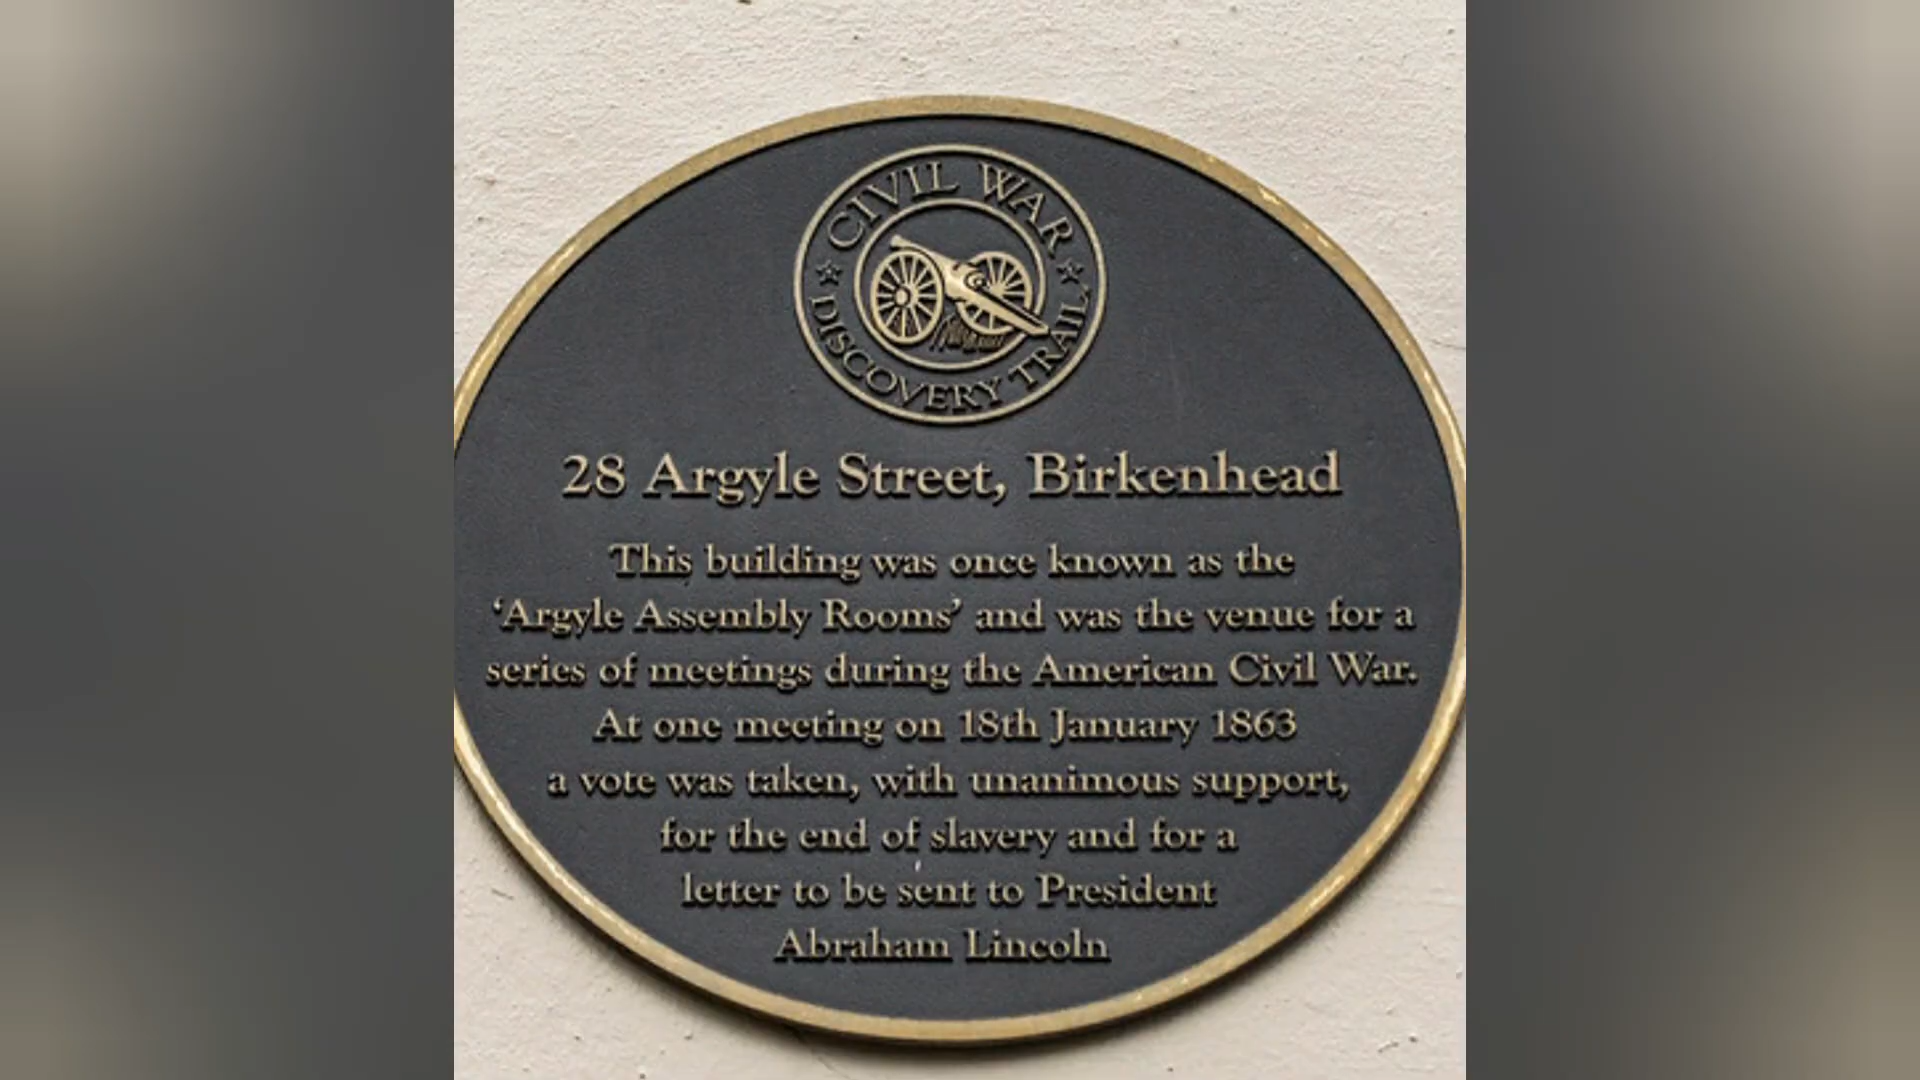 CIVIL WAR
DISCOVERY TRAIL
28 Argyle Street, Birkenhead
This building was once known as the
‘Argyle Assembly Rooms’ and was the venue for a
series of meetings during the American Civil War.
At one meeting on 18th January 1863
a vote was taken, with unanimous support,
for the end of slavery and for a
letter to be sent to President
Abraham Lincoln